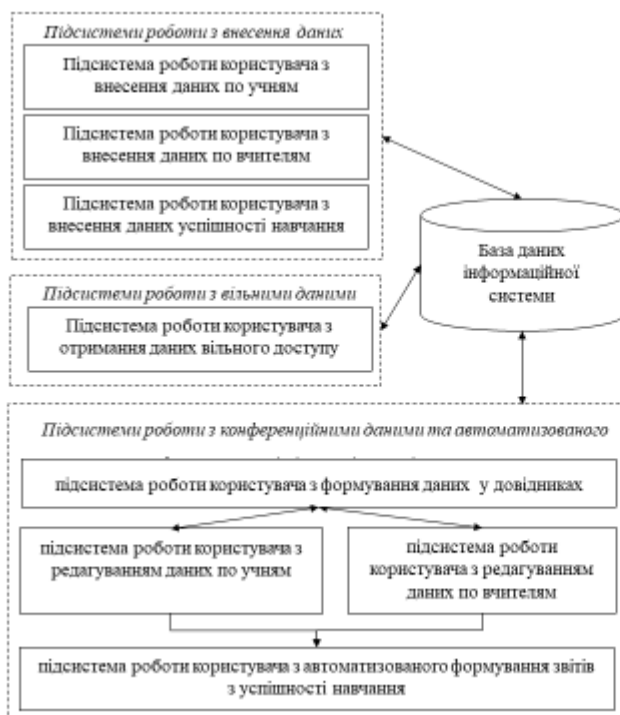 Підсистеми роботи з внесення даних
Підсистема роботи користувача з
внесення даних по учням
Підсистема роботи користувача з
внесення даних по вчителям
Підсистема роботи користувача з
внесення даних успішності навчання
База даних
інформаційної
системи
Підсистеми роботи з вільними даними
Підсистема роботи користувача з
отримання даних вільного доступу
Підсистеми роботи з конференційними даними та автоматизованого
підсистема роботи користувача з формування даних у довідниках
підсистема роботи користувача з
редагуванням даних по учням
підсистема роботи
користувача з редагуванням
даних по вчителям
підсистема роботи користувача з автоматизованого формування звітів
з успішності навчання